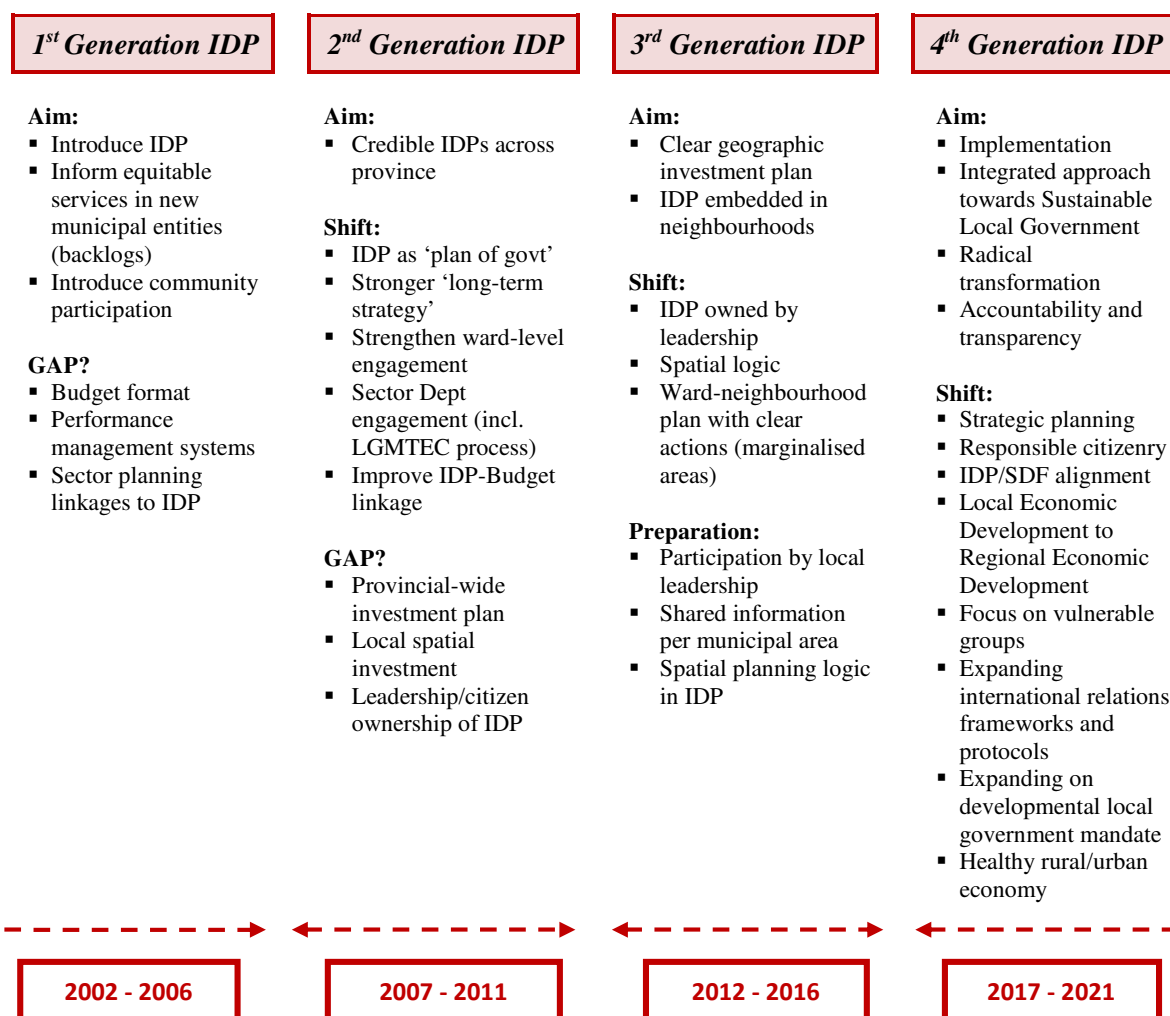 1st Generation IDP
Aim:
▪ Introduce IDP
▪ Inform equitable
services in new
municipal entities
(backlogs)
▪ Introduce community
participation
GAP?
▪ Budget format
▪ Performance
management systems
▪ Sector planning
linkages to IDP
2002 - 2006
2nd Generation IDP
Aim:
▪ Credible IDPs across
province
Shift:
▪ IDP as ‘plan of govt’
▪ Stronger ‘long-term
strategy’
▪ Strengthen ward-level
engagement
▪ Sector Dept
engagement (incl.
LGMTEC process)
▪ Improve IDP-Budget
linkage
GAP?
▪ Provincial-wide
investment plan
▪ Local spatial
investment
▪ Leadership/citizen
ownership of IDP
2007 - 2011
3rd Generation IDP
Aim:
▪ Clear geographic
investment plan
▪ IDP embedded in
neighbourhoods
Shift:
▪ IDP owned by
leadership
▪ Spatial logic
▪ Ward-neighbourhood
plan with clear
actions (marginalised
areas)
Preparation:
▪ Participation by local
leadership
▪ Shared information
per municipal area
▪ Spatial planning logic
in IDP
2012 - 2016
4th Generation IDP
Aim:
▪ Implementation
▪ Integrated approach
towards Sustainable
Local Government
▪ Radical
transformation
▪ Accountability and
transparency
Shift:
▪ Strategic planning
▪ Responsible citizenry
▪ IDP/SDF alignment
▪ Local Economic
Development to
Regional Economic
Development
▪ Focus on vulnerable
groups
▪ Expanding
international relations
frameworks and
protocols
▪ Expanding on
developmental local
government mandate
▪ Healthy rural/urban
economy
2017 - 2021